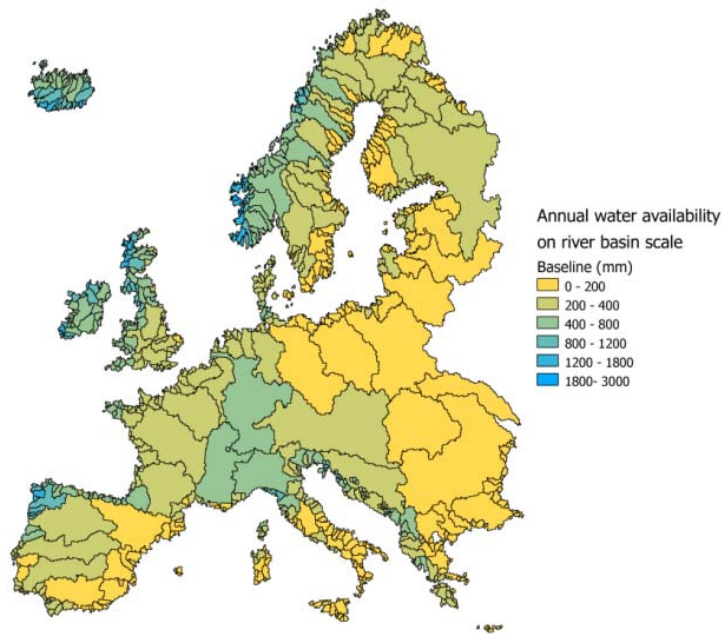 Annual water availability
on river basin scale
Baseline (mm)
0 - 200
200 - 400
400 - 800
800 - 1200
1200 - 1800
1800- 3000